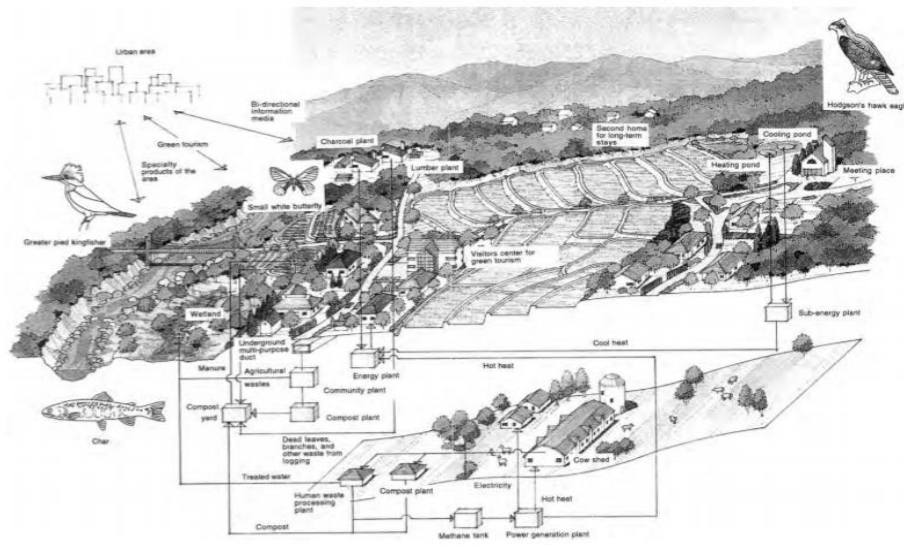 Urban area
Bi-directional
information
media
Green tourism
Specialty
products of the
area
Hodgson's hawk eagle
Charcoal plant
Second home
for long-term
stays
Cooling pond
Lumber plant
Heating pond
Meeting place
Small white butterfly
Greater pied kingfisher
Visitors center for
green tourism
Wetland
Sub-energy plant
Underground
multi-purpose
duct
Cool heat
Manure
Agricultural
wastes
Energy plant
Hot heat
Community plant
Compost
yard
Compost plant
Char
Dead leaves,
branches, and
other waste from
logging
Cow shed
Treated water
Human waste
processing
plant
Compost plant
Electricity
Hot heat
Compost
Methane tank
Power generation plant